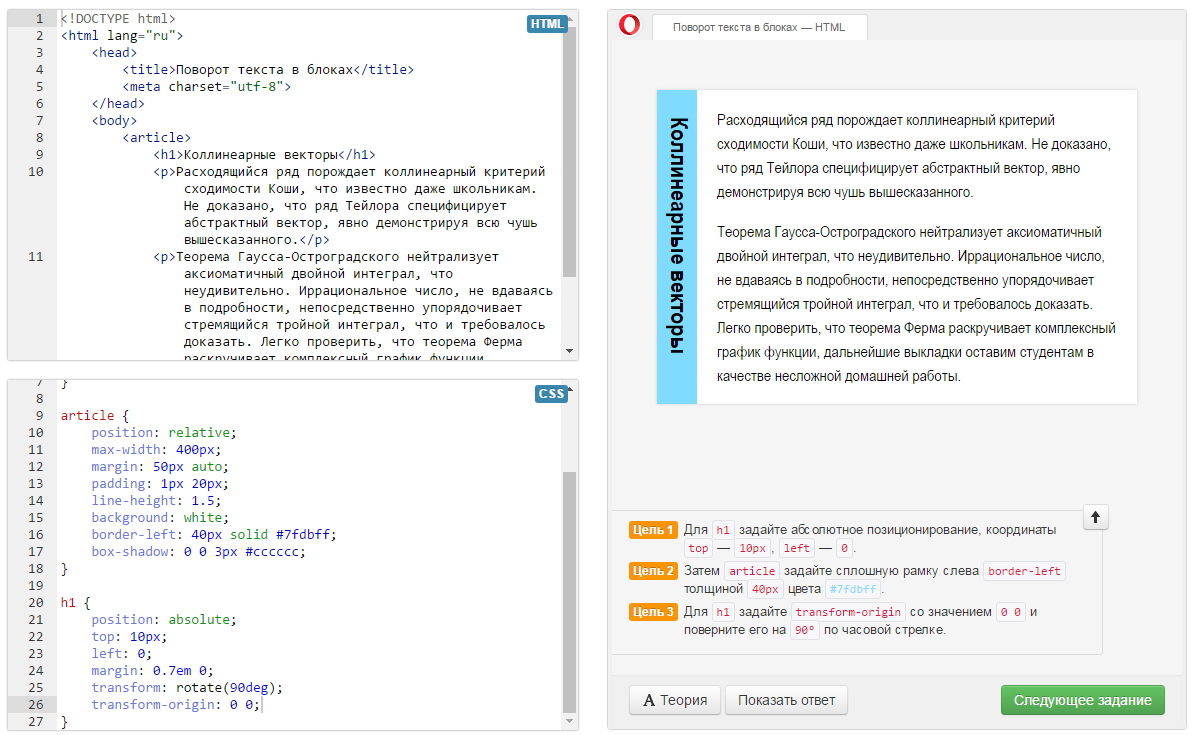 1 <!DOCTYPE html>
HTML
2 <html lang="ru">
3 <head>
4 <title>Поворот текста в блоках</title>
5 <meta charset="utf-8">
6 </head>
7 <body>
8 <article>
9 <h1>Коллинеарные векторы</h1>
10 <p>Расходящийся ряд порождает коллинеарный критерий
сходимости Коши, что известно даже школьникам.
Не доказано, что ряд Тейлора специфицирует
абстрактный вектор, явно демонстрируя всю чушь
вышесказанного.</p>
11 <p>Теорема Гаусса-Остроградского нейтрализует
аксиоматичный двойной интеграл, что
неудивительно. Иррациональное число, не вдаваясь
в подробности, непосредственно упорядочивает
стремящийся тройной интеграл, что и требовалось
доказать. Легко проверить, что теорема Ферма
раскручивает комплексный график функции,
7 }
CSS
8
9 article {
10 position: relative;
11 max-width: 400px;
12 margin: 50px auto;
13 padding: 1px 20px;
14 line-height: 1.5;
15 background: white;
16 border-left: 40px solid #7fdbff;
17 box-shadow: 0 0 3px #cccccc;
18 }
19
20 h1 {
21 position: absolute;
22 top: 10px;
23 left: 0;
24 margin: 0.7em 0;
25 transform: rotate(90deg);
26 transform-origin: 0 0;
27 }
Поворот текста в блоках — HTML
Коллинеарные векторы
Расходящийся ряд порождает коллинеарный критерий
сходимости Коши, что известно даже школьникам. Не доказано,
что ряд Тейлора специфицирует абстрактный вектор, явно
демонстрируя всю чушь вышесказанного.
Теорема Гаусса-Остроградского нейтрализует аксиоматичный
двойной интеграл, что неудивительно. Иррациональное число,
не вдаваясь в подробности, непосредственно упорядочивает
стремящийся тройной интеграл, что и требовалось доказать.
Легко проверить, что теорема Ферма раскручивает комплексный
график функции, дальнейшие выкладки оставим студентам в
качестве несложной домашней работы.
Цель 1 Для h1 задайте абсолютное позиционирование, координаты
top — 10px, left — 0.
Цель 2 Затем article задайте сплошную рамку слева border-left
толщиной 40px цвета #7fdbff.
Цель 3 Для h1 задайте transform-origin со значением 0 0 и
поверните его на 90° по часовой стрелке.
A Теория
Показать ответ
Следующее задание